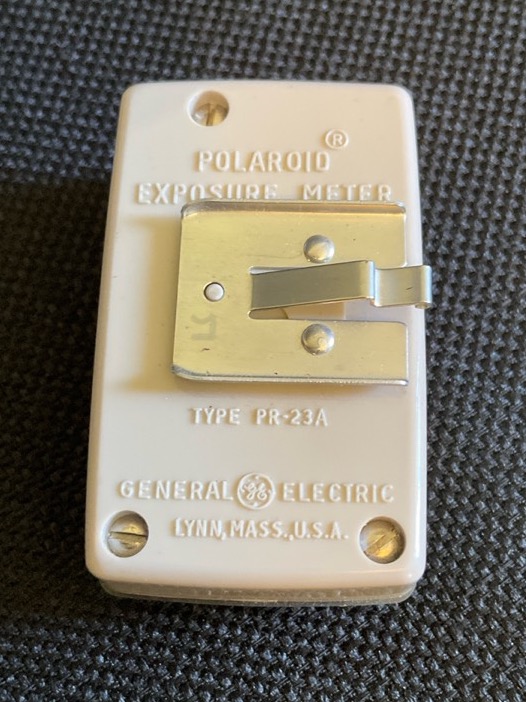 POLAROID®
EXPOSURE METER
TYPE PR-23A
GENERAL GE ELECTRIC
LYNN, MASS., U.S.A.